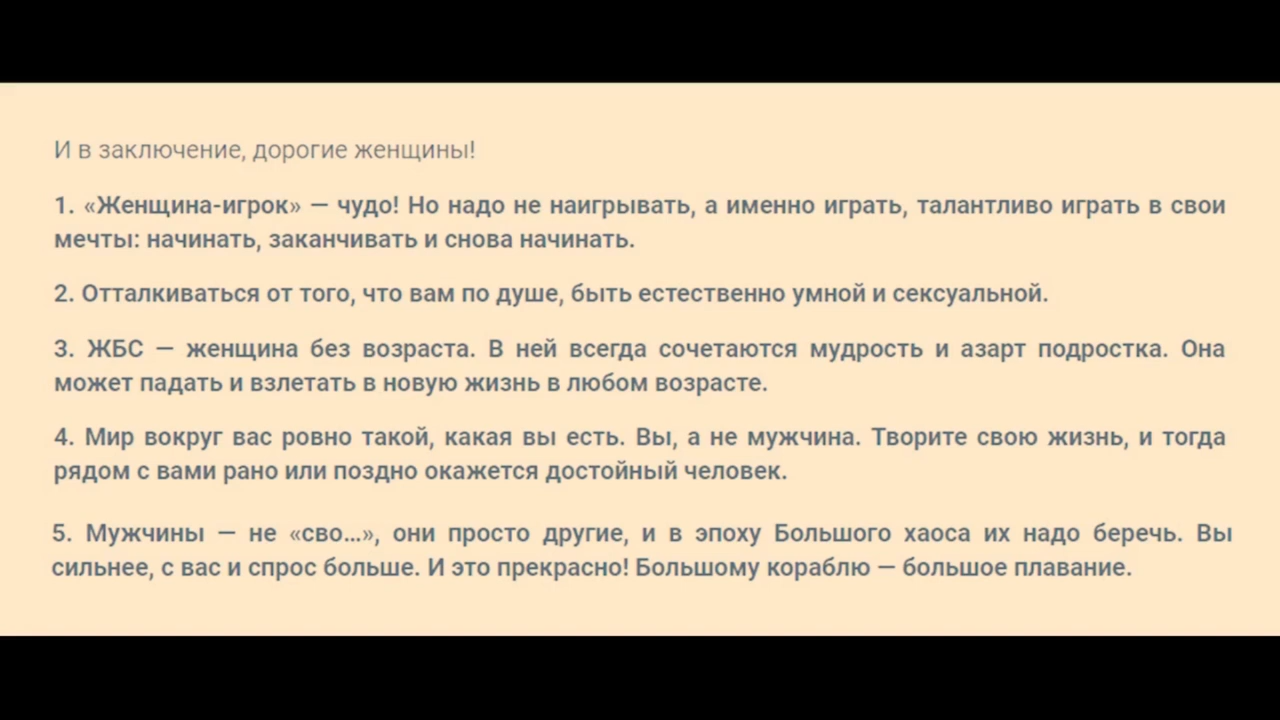 И в заключение, дорогие женщины!
1. «Женщина-игрок» — чудо! Но надо не наигрывать, а именно играть, талантливо играть в свои
мечты: начинать, заканчивать и снова начинать.
2. Отталкиваться от того, что вам по душе, быть естественно умной и сексуальной.
3. ЖБС — женщина без возраста. В ней всегда сочетаются мудрость и азарт подростка. Она
может падать и взлетать в новую жизнь в любом возрасте.
4. Мир вокруг вас ровно такой, какая вы есть. Вы, а не мужчина. Творите свою жизнь, и тогда
рядом с вами рано или поздно окажется достойный человек.
5. Мужчины — не «сво…», они просто другие, и в эпоху Большого хаоса их надо беречь. Вы
сильнее, с вас и спрос больше. И это прекрасно! Большому кораблю — большое плавание.